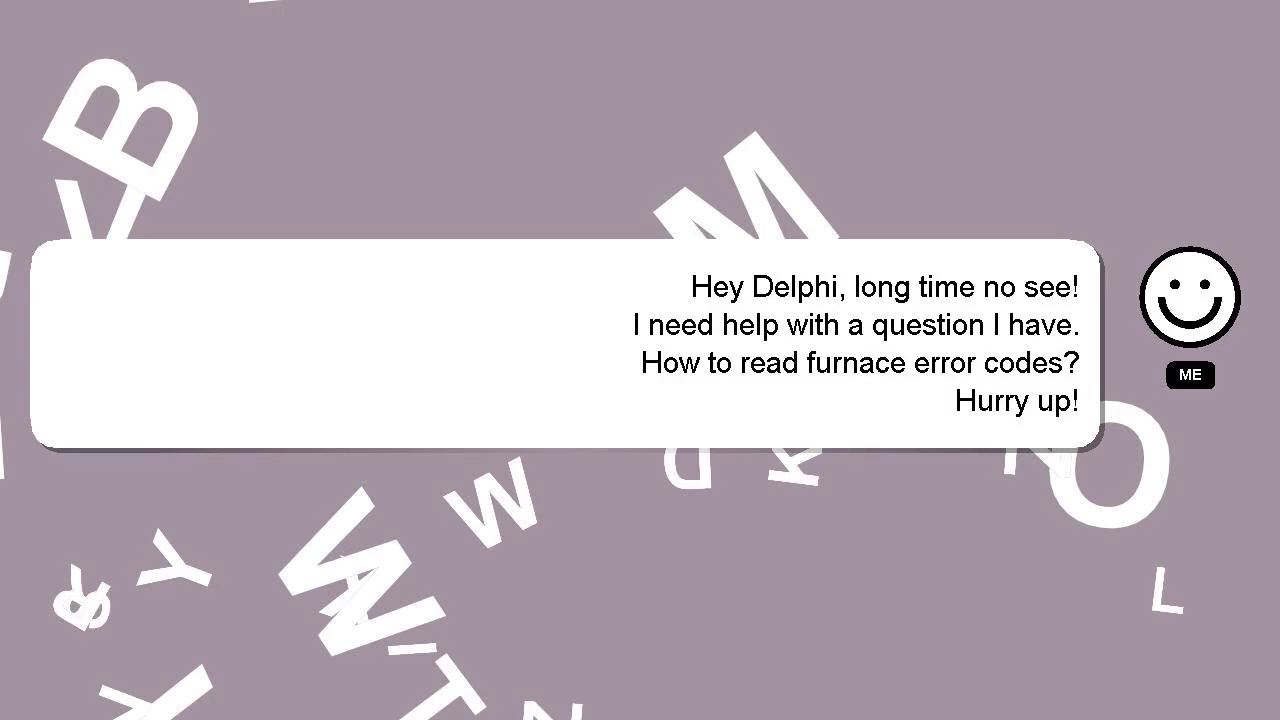 B
M
Hey Delphi, long time no see!
I need help with a question I have.
How to read furnace error codes?
Hurry up!
ME
D
K
O
W
W
Y
R
L
I
T
Y
N